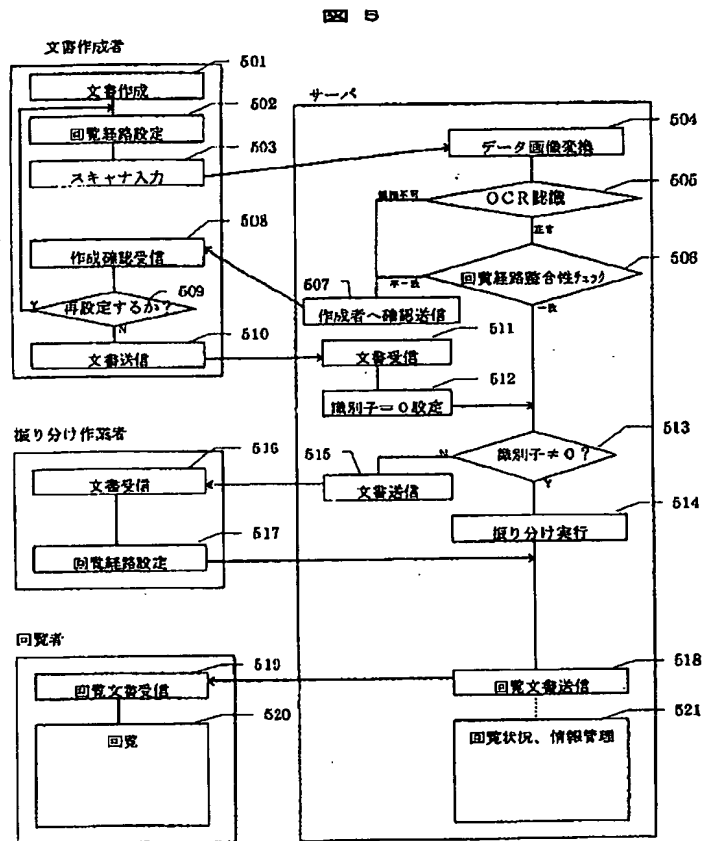 図 5
文書作成者
501
文書作成
502
回覧経路設定
503
スキャナ入力
508
作成確認受信
509
再設定するか?
Y
N
510
文書送信
サーバ
504
データ画像変換
505
OCR認識
認識不可
正常
506
回覧経路整合性チェック
不一致
一致
507
作成者へ確認送信
511
文書受信
512
識別子=0設定
513
識別子≠0?
N
Y
515
文書送信
514
振り分け実行
振り分け作業者
516
文書受信
517
回覧経路設定
回覧者
519
回覧文書受信
520
回覧
518
回覧文書送信
521
回覧状況、情報管理